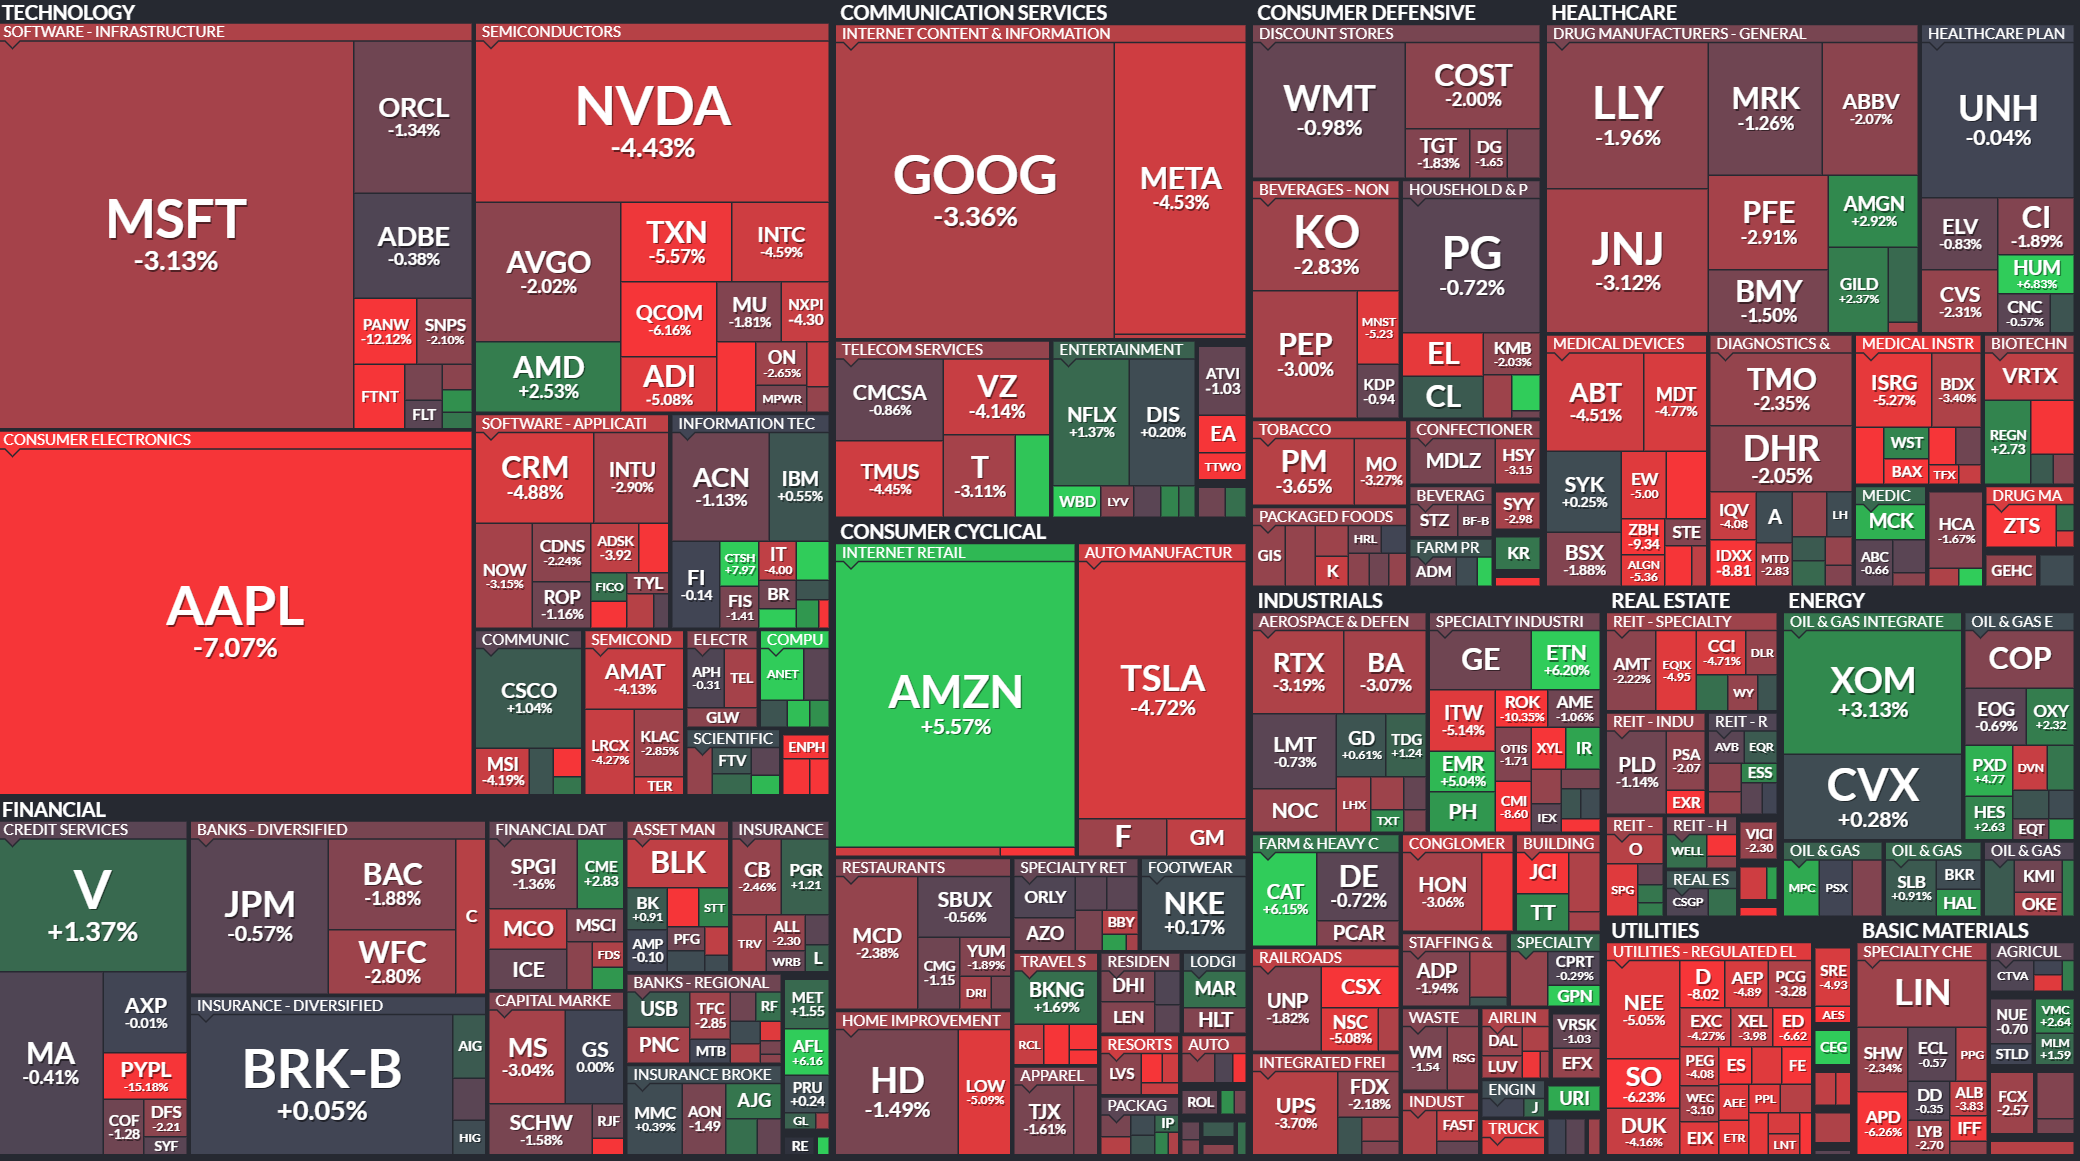 TECHNOLOGY
SOFTWARE - INFRASTRUCTURE
MSFT
-3.13%
ORCL
-1.34%
ADBE
-0.38%
PANW
-12.12%
SNPS
-2.10%
FTNT
FLT
SEMICONDUCTORS
NVDA
-4.43%
AVGO
-2.02%
TXN
-5.57%
INTC
-4.59%
QCOM
-6.16%
MU
-1.81%
NXPI
-4.30
AMD
+2.53%
ADI
-5.08%
ON
-2.65%
MPWR
CONSUMER ELECTRONICS
AAPL
-7.07%
SOFTWARE - APPLICATI
CRM
-4.88%
INTU
-2.90%
NOW
-3.15%
CDNS
-2.24%
ADSK
-3.92
ROP
-1.16%
FICO
TYL
INFORMATION TEC
ACN
-1.13%
IBM
+0.55%
FI
-0.14
CTSH
+7.97
IT
-4.00
FIS
-1.41
BR
COMMUNIC
CSCO
+1.04%
MSI
-4.19%
SEMICOND
AMAT
-4.13%
LRCX
-4.27%
KLAC
-2.85%
TER
ELECTR
APH
-0.31
TEL
GLW
COMPU
ANET
SCIENTIFIC
FTV
ENPH
FINANCIAL
CREDIT SERVICES
V
+1.37%
MA
-0.41%
AXP
-0.01%
PYPL
-15.18%
COF
-1.28
DFS
-2.21
SYF
BANKS - DIVERSIFIED
JPM
-0.57%
BAC
-1.88%
WFC
-2.80%
C
INSURANCE - DIVERSIFIED
BRK-B
+0.05%
AIG
HIG
FINANCIAL DAT
SPGI
-1.36%
CME
+2.83
MCO
MSCI
ICE
FDS
CAPITAL MARKE
MS
-3.04%
GS
0.00%
SCHW
-1.58%
RJF
ASSET MAN
BLK
BK
+0.91
STT
AMP
-0.10
PFG
INSURANCE
CB
-2.46%
PGR
+1.21
TRV
ALL
-2.30
WRB
L
BANKS - REGIONAL
USB
TFC
-2.85
RF
PNC
MTB
MET
+1.55
AFL
+6.16
PRU
+0.24
GL
RE
INSURANCE BROKE
MMC
+0.39%
AON
-1.49
AJG
COMMUNICATION SERVICES
INTERNET CONTENT & INFORMATION
GOOG
-3.36%
META
-4.53%
TELECOM SERVICES
CMCSA
-0.86%
VZ
-4.14%
TMUS
-4.45%
T
-3.11%
ENTERTAINMENT
NFLX
+1.37%
DIS
+0.20%
WBD
LYV
ATVI
-1.03
EA
TTWO
CONSUMER CYCLICAL
INTERNET RETAIL
AMZN
+5.57%
AUTO MANUFACTUR
TSLA
-4.72%
F
GM
RESTAURANTS
MCD
-2.38%
SBUX
-0.56%
CMG
-1.15
YUM
-1.89%
DRI
SPECIALTY RET
ORLY
AZO
BBY
FOOTWEAR
NKE
+0.17%
HOME IMPROVEMENT
HD
-1.49%
LOW
-5.09%
TRAVEL S
BKNG
+1.69%
RCL
RESIDEN
DHI
LEN
LODGI
MAR
HLT
APPAREL
TJX
-1.61%
RESORTS
LVS
AUTO
PACKAG
IP
ROL
CONSUMER DEFENSIVE
DISCOUNT STORES
WMT
-0.98%
COST
-2.00%
TGT
-1.83%
DG
-1.65
BEVERAGES - NON
KO
-2.83%
PEP
-3.00%
MNST
-5.23
KDP
-0.94
HOUSEHOLD & P
PG
-0.72%
EL
KMB
-2.03%
CL
TOBACCO
PM
-3.65%
MO
-3.27%
CONFECTIONER
MDLZ
HSY
-3.15
PACKAGED FOODS
GIS
HRL
K
BEVERAG
STZ
BF-B
SYY
-2.98
FARM PR
ADM
KR
HEALTHCARE
DRUG MANUFACTURERS - GENERAL
LLY
-1.96%
MRK
-1.26%
ABBV
-2.07%
JNJ
-3.12%
PFE
-2.91%
AMGN
+2.92%
BMY
-1.50%
GILD
+2.37%
HEALTHCARE PLAN
UNH
-0.04%
ELV
-0.83%
CI
-1.89%
CVS
-2.31%
HUM
+6.83%
CNC
-0.57%
MEDICAL DEVICES
ABT
-4.51%
MDT
-4.77%
SYK
+0.25%
EW
-5.00
BSX
-1.88%
ZBH
-9.34
STE
ALGN
-5.36
DIAGNOSTICS &
TMO
-2.35%
DHR
-2.05%
IQV
-4.08
A
LH
IDXX
-8.81
MTD
-2.83
MEDICAL INSTR
ISRG
-5.27%
BDX
-3.40%
WST
BAX
TFX
BIOTECHN
VRTX
REGN
+2.73
MEDIC
MCK
ABC
-0.66
HCA
-1.67%
DRUG MA
ZTS
GEHC
INDUSTRIALS
AEROSPACE & DEFEN
RTX
-3.19%
BA
-3.07%
LMT
-0.73%
GD
+0.61%
TDG
+1.24
NOC
LHX
TXT
SPECIALTY INDUSTRI
GE
ETN
+6.20%
ITW
-5.14%
ROK
-10.35%
AME
-1.06%
EMR
+5.04%
OTIS
-1.71
XYL
IR
PH
CMI
-8.60
IEX
FARM & HEAVY C
CAT
+6.15%
DE
-0.72%
PCAR
CONGLOMER
HON
-3.06%
BUILDING
JCI
TT
RAILROADS
UNP
-1.82%
CSX
NSC
-5.08%
STAFFING &
ADP
-1.94%
SPECIALTY
CPRT
-0.29%
GPN
INTEGRATED FREI
UPS
-3.70%
FDX
-2.18%
WASTE
WM
-1.54
RSG
AIRLIN
DAL
LUV
VRSK
-1.03
EFX
INDUST
FAST
ENGIN
J
URI
TRUCK
REAL ESTATE
REIT - SPECIALTY
AMT
-2.22%
EQIX
-4.95
CCI
-4.71%
DLR
WY
REIT - INDU
PLD
-1.14%
PSA
-2.07
EXR
REIT - R
AVB
EQR
ESS
REIT -
O
SPG
REIT - H
WELL
VICI
-2.30
REAL ES
CSGP
ENERGY
OIL & GAS INTEGRATE
XOM
+3.13%
CVX
+0.28%
OIL & GAS E
COP
EOG
-0.69%
OXY
+2.32
PXD
+4.77
DVN
HES
+2.63
EQT
OIL & GAS
MPC
PSX
OIL & GAS
SLB
+0.91%
BKR
HAL
OIL & GAS
KMI
OKE
UTILITIES
UTILITIES - REGULATED EL
NEE
-5.05%
D
-8.02
AEP
-4.89
PCG
-3.28
SO
-6.23%
EXC
-4.27%
XEL
-3.98
ED
-6.62
DUK
-4.16%
PEG
-4.08
ES
FE
WEC
-3.10
AEE
PPL
EIX
ETR
LNT
SRE
-4.93
AES
CEG
BASIC MATERIALS
SPECIALTY CHE
LIN
SHW
-2.34%
ECL
-0.57
PPG
APD
-6.26%
DD
-0.35
ALB
-3.83
LYB
-2.70
IFF
AGRICUL
CTVA
NUE
-0.70
STLD
VMC
+2.64
MLM
+1.59
FCX
-2.57